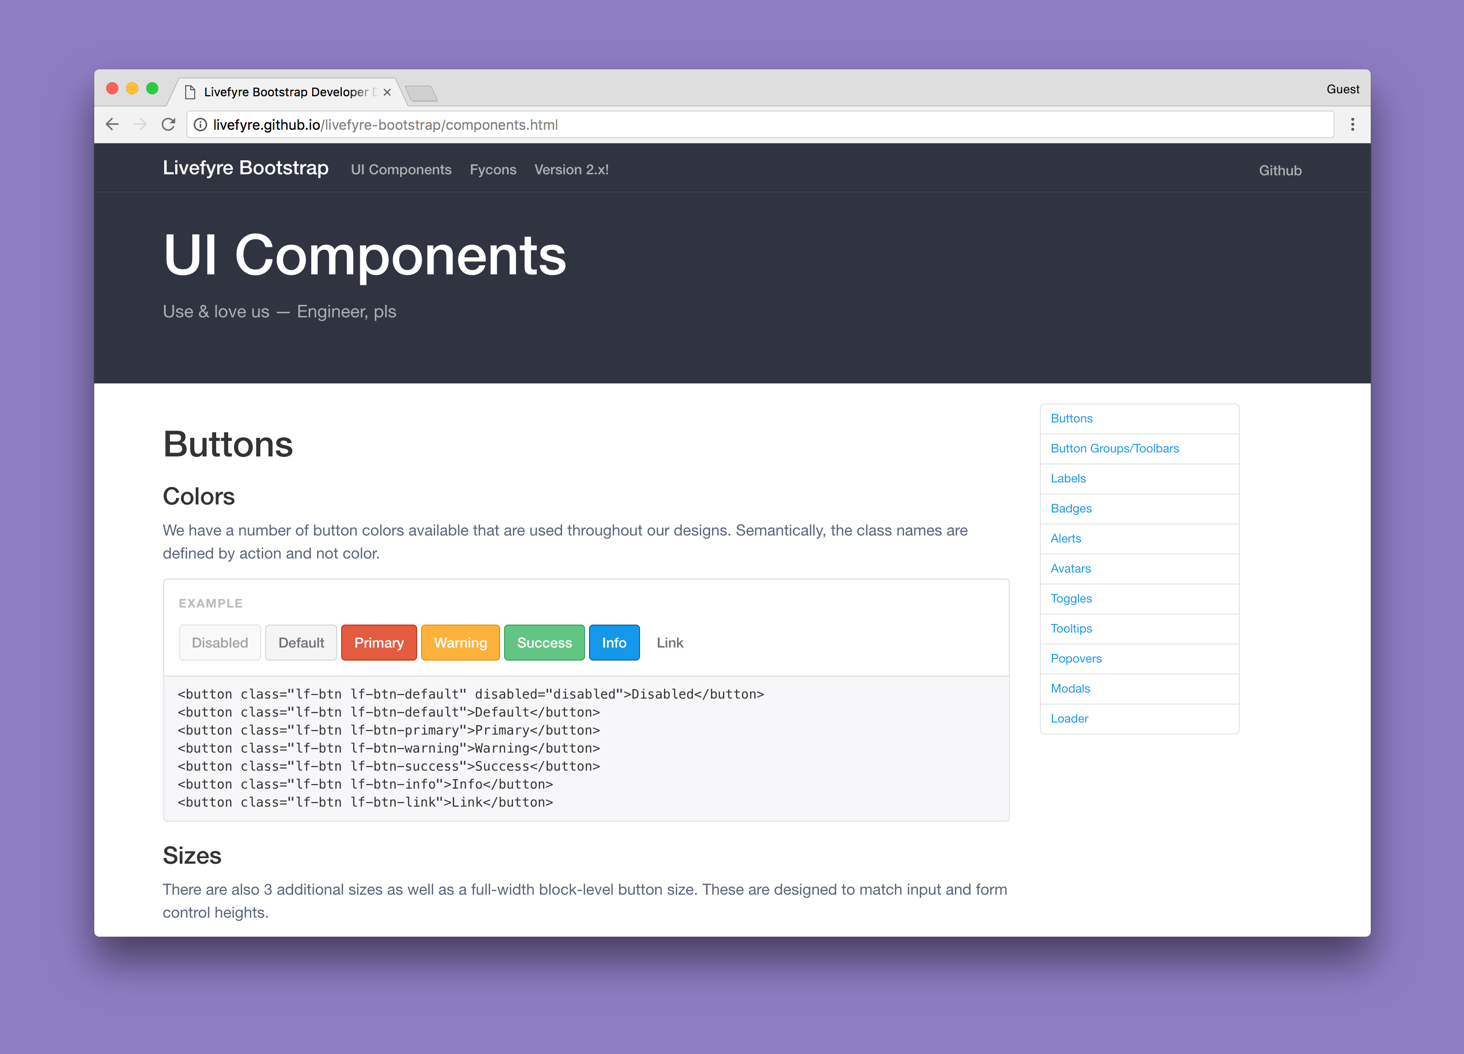 Livefyre Bootstrap Developer
Guest
livefyre.github.io/livefyre-bootstrap/components.html
Livefyre Bootstrap UI Components Fycons Version 2.x! Github
UI Components
Use & love us — Engineer, pls
Buttons
Colors
We have a number of button colors available that are used throughout our designs. Semantically, the class names are
defined by action and not color.
EXAMPLE
Disabled Default Primary Warning Success Info Link
<button class="lf-btn lf-btn-default" disabled="disabled">Disabled</button>
<button class="lf-btn lf-btn-default">Default</button>
<button class="lf-btn lf-btn-primary">Primary</button>
<button class="lf-btn lf-btn-warning">Warning</button>
<button class="lf-btn lf-btn-success">Success</button>
<button class="lf-btn lf-btn-info">Info</button>
<button class="lf-btn lf-btn-link">Link</button>
Sizes
There are also 3 additional sizes as well as a full-width block-level button size. These are designed to match input and form
control heights.
Buttons
Button Groups/Toolbars
Labels
Badges
Alerts
Avatars
Toggles
Tooltips
Popovers
Modals
Loader